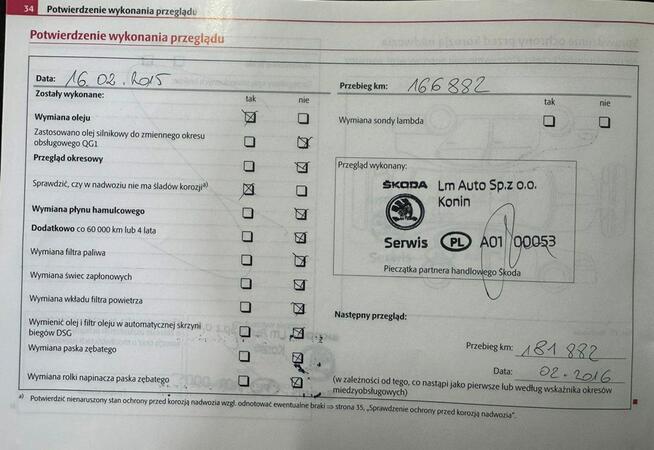 34 Potwierdzenie wykonania przeglądu
Potwierdzenie wykonania przeglądu
Data: 16.02.2015
Zostały wykonane:
tak nie
Wymiana oleju
Zastosowano olej silnikowy do zmiennego okresu
obsługowego QG1
Przegląd okresowy
Sprawdzić, czy w nadwoziu nie ma śladów korozji a)
Wymiana płynu hamulcowego
Dodatkowo co 60 000 km lub 4 lata
Wymiana filtra paliwa
Wymiana świec zapłonowych
Wymiana wkładu filtra powietrza
Wymienić olej i filtr oleju w automatycznej skrzyni
biegów DSG
Wymiana paska zębatego
Wymiana rolki napinacza paska zębatego
Przebieg km: 166882
tak nie
Wymiana sondy lambda
Przegląd wykonany:
ŠKODA Lm Auto Sp.z o.o.
Konin
Serwis PL A01 00053
Pieczątka partnera handlowego Škoda
Następny przegląd:
Przebieg km: 181 882
Data: 02.2016
(w zależności od tego, co nastąpi jako pierwsze lub według wskaźnika okresów
międzyobsługowych)
a) Potwierdzić nienaruszony stan ochrony przed korozją nadwozia wzgl. odnotować ewentualne braki ⇒ strona 35, „Sprawdzenie ochrony przed korozją nadwozia".